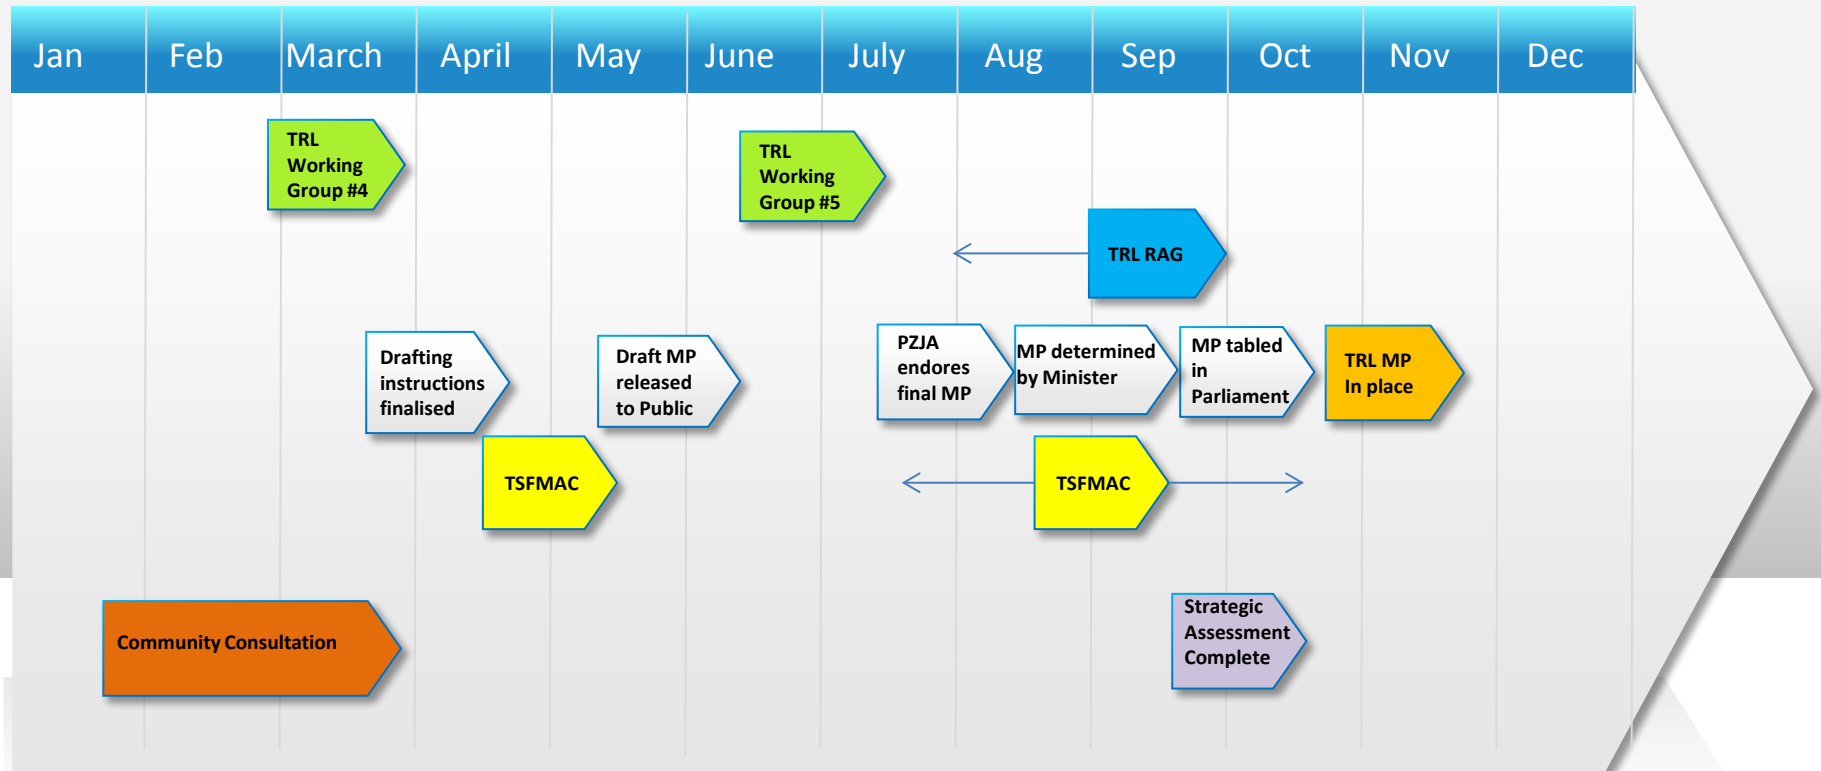 Jan Feb March April May June July Aug Sep Oct Nov Dec
TRL
Working
Group #4
TRL
Working
Group #5
TRL RAG
Drafting
instructions
finalised
Draft MP
released
to Public
PZJA
endores
final MP
MP determined
by Minister
MP tabled
in
Parliament
TRL MP
In place
TSFMAC
TSFMAC
Strategic
Assessment
Complete
Community Consultation